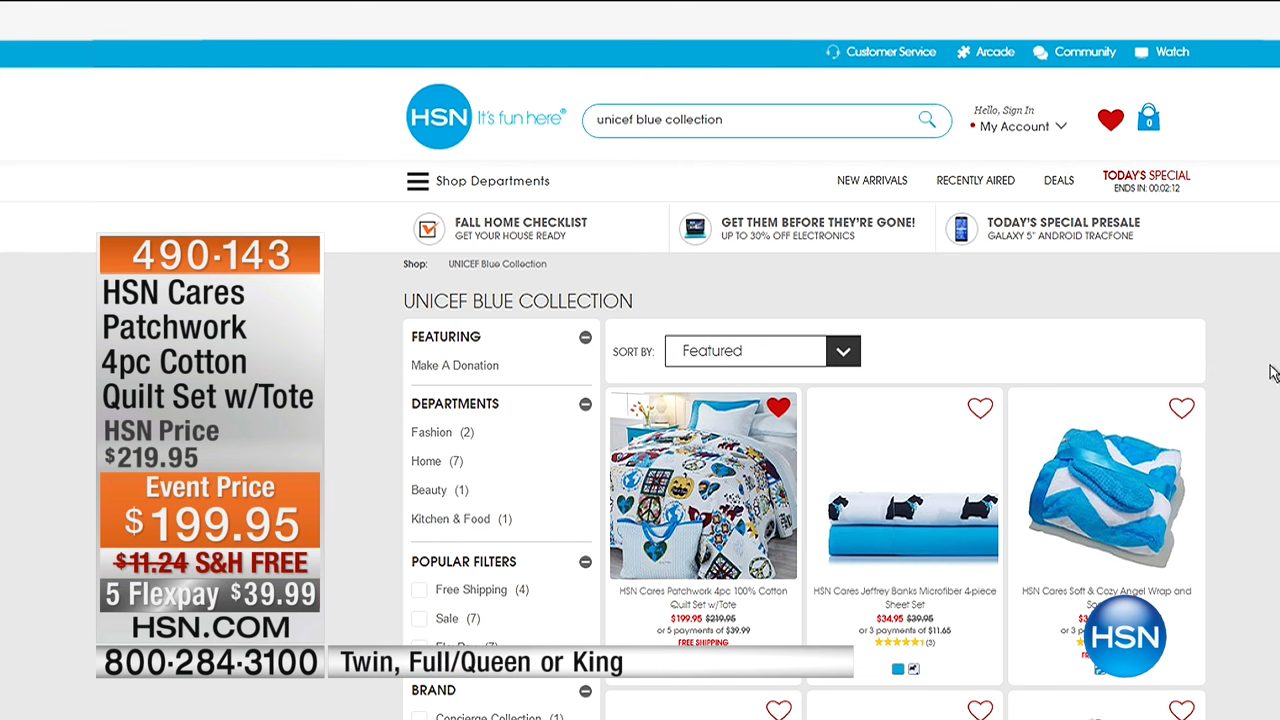 Customer Service
Arcade
Community
Watch
HSN
It's fun here®
unicef blue collection
Hello, Sign In
My Account
0
Shop Departments
NEW ARRIVALS
RECENTLY AIRED
DEALS
TODAY'S SPECIAL
ENDS IN: 00:02:12
FALL HOME CHECKLIST
GET YOUR HOUSE READY
GET THEM BEFORE THEY'RE GONE!
UP TO 30% OFF ELECTRONICS
TODAY'S SPECIAL PRESALE
GALAXY 5" ANDROID TRACFONE
Shop: UNICEF Blue Collection
UNICEF BLUE COLLECTION
FEATURING
Make A Donation
DEPARTMENTS
Fashion (2)
Home (7)
Beauty (1)
Kitchen & Food (1)
POPULAR FILTERS
Free Shipping (4)
Sale (7)
BRAND
Concierge Collection (1)
SORT BY: Featured
HSN Cares Patchwork 4pc 100% Cotton
Quilt Set w/Tote
$199.95 $219.95
or 5 payments of $39.99
FREE SHIPPING
HSN Cares Jeffrey Banks Microfiber 4-piece
Sheet Set
$34.95 $39.95
or 3 payments of $11.65
(3)
HSN Cares Soft & Cozy Angel Wrap and
HSN
490·143
HSN Cares
Patchwork
4pc Cotton
Quilt Set w/Tote
HSN Price
$219.95
Event Price
$199.95
$11.24 S&H FREE
5 Flexpay $39.99
HSN.COM
800·284·3100
Twin, Full/Queen or King